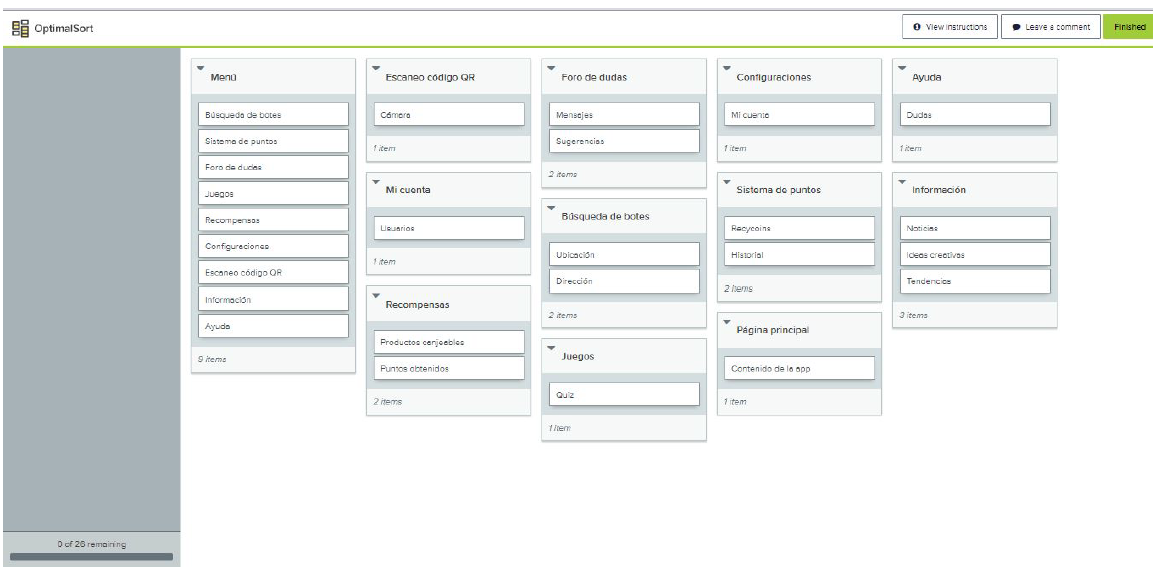 OptimalSort
View instructions
Leave a comment
Finished
Menú
Búsqueda de botes
Sistema de puntos
Foro de dudas
Juegos
Recompensas
Configuraciones
Escaneo código QR
Información
Ayuda
9 items
Escaneo código QR
Cámara
1 item
Mi cuenta
Usuarios
1 item
Recompensas
Productos canjeables
Puntos obtenidos
2 items
Foro de dudas
Mensajes
Sugerencias
2 items
Búsqueda de botes
Ubicación
Dirección
2 items
Juegos
Quiz
1 item
Configuraciones
Mi cuenta
1 item
Sistema de puntos
Recycoins
Historial
2 items
Página principal
Contenido de la app
1 item
Ayuda
Dudas
1 item
Información
Noticias
Ideas creativas
Tendencias
3 items
0 of 26 remaining